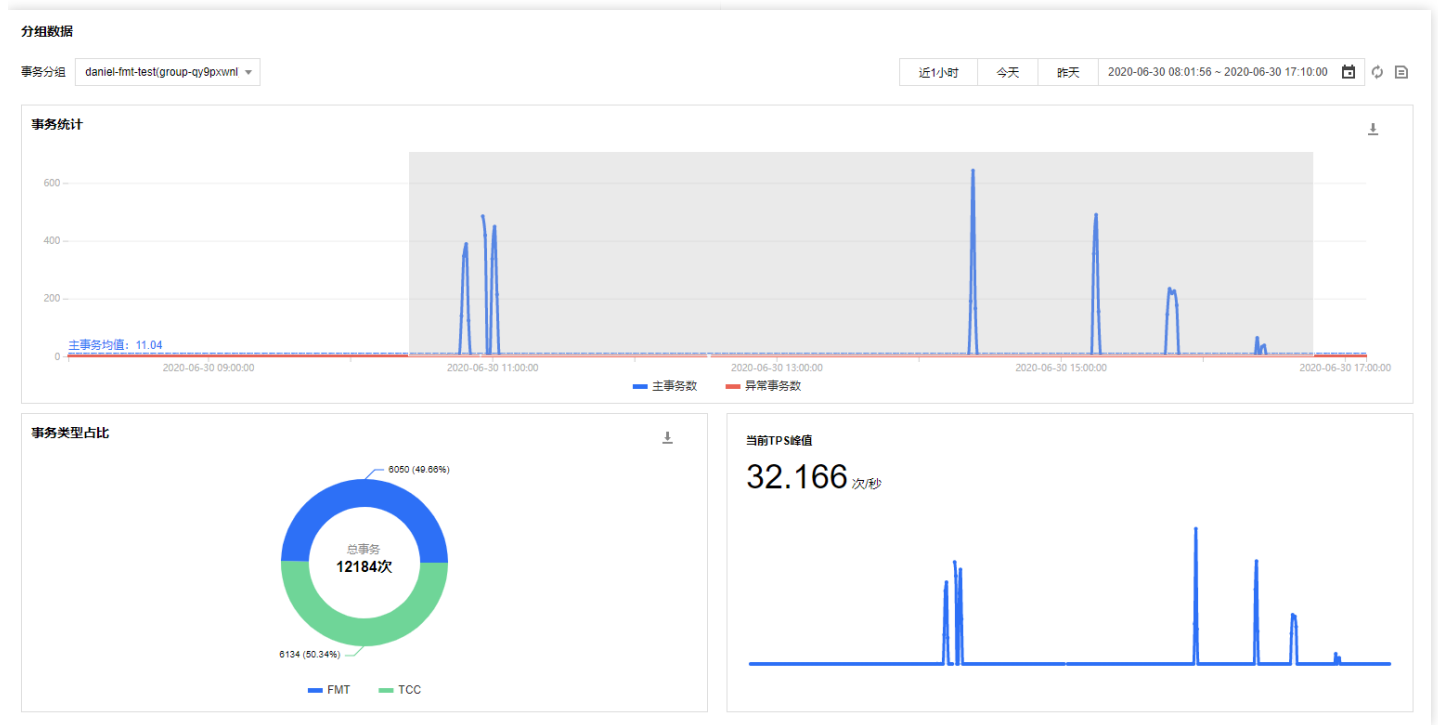 分组数据
事务分组 daniel-fmt-test(group-qy9pxwnl
近1小时 今天 昨天 2020-06-30 08:01:56 ~ 2020-06-30 17:10:00
事务统计
600
400
200
主事务均值：11.04
0
2020-06-30 09:00:00 2020-06-30 11:00:00 2020-06-30 13:00:00 2020-06-30 15:00:00 2020-06-30 17:00:00
主事务数 异常事务数
事务类型占比
6050 (49.66%)
总事务
12184次
6134 (50.34%)
FMT TCC
当前TPS峰值
32.166 次/秒